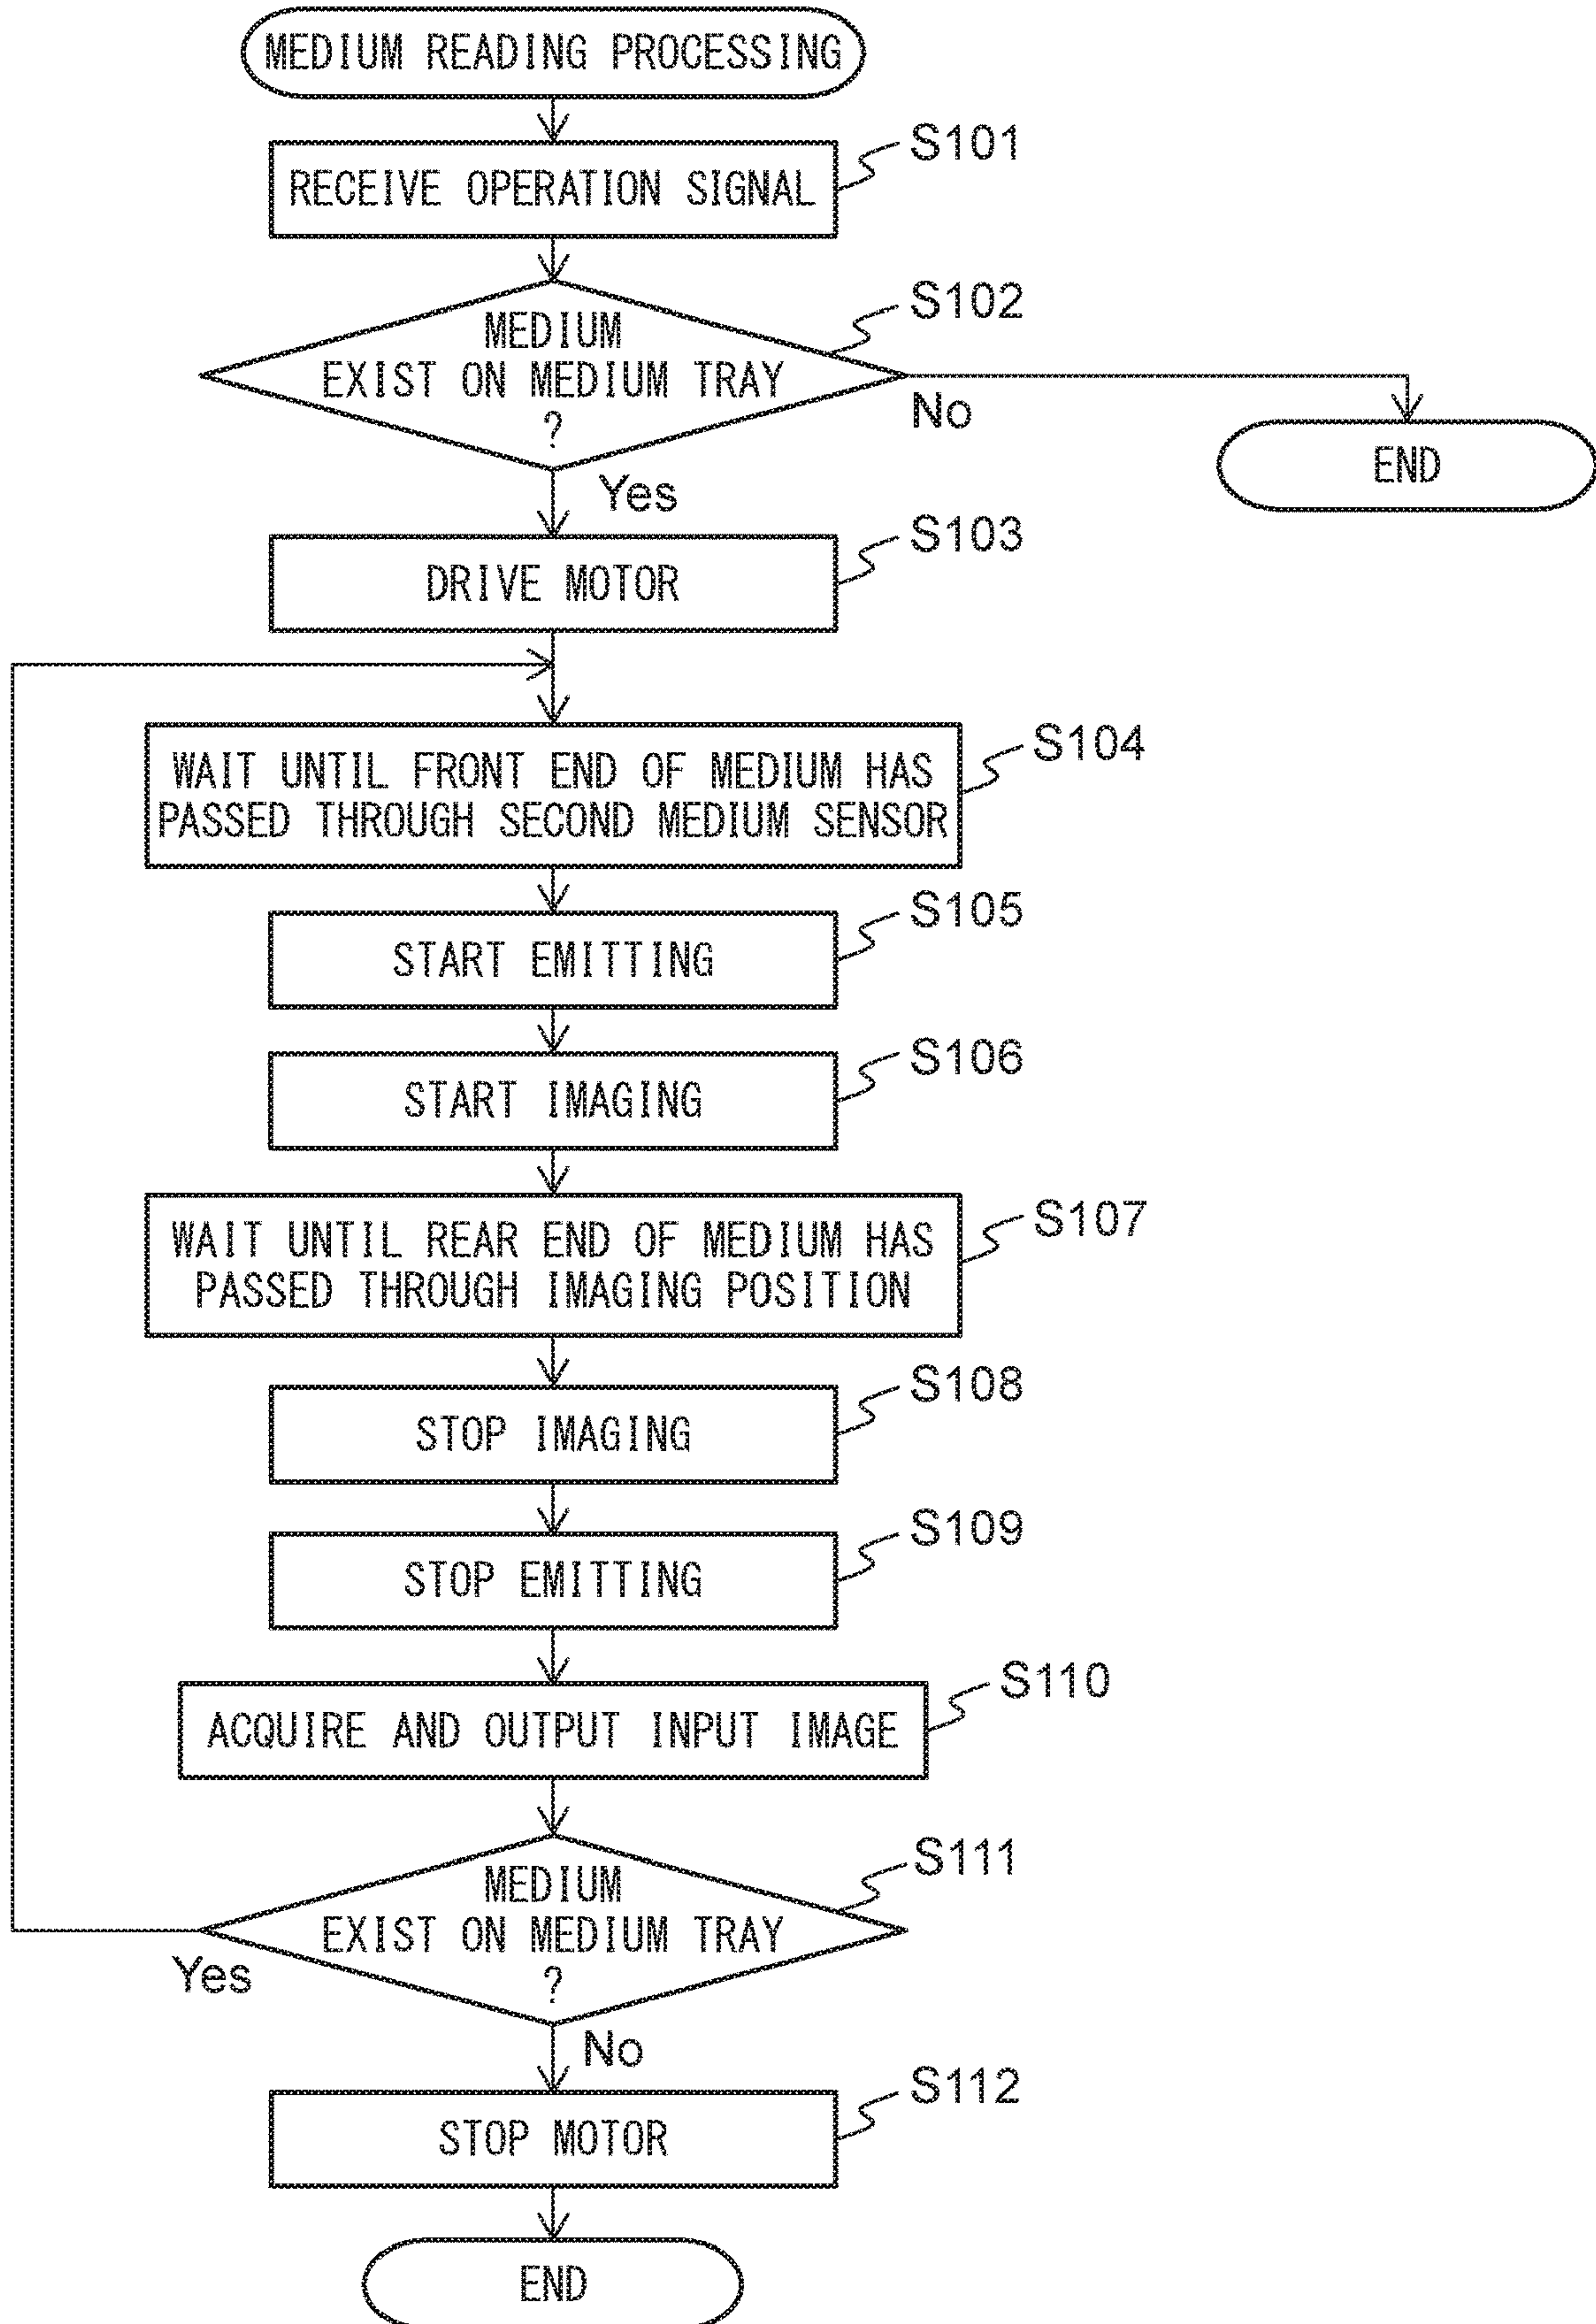 MEDIUM READING PROCESSING
S101
RECEIVE OPERATION SIGNAL
S102
MEDIUM
EXIST ON MEDIUM TRAY
?
No
END
Yes
S103
DRIVE MOTOR
S104
WAIT UNTIL FRONT END OF MEDIUM HAS
PASSED THROUGH SECOND MEDIUM SENSOR
S105
START EMITTING
S106
START IMAGING
S107
WAIT UNTIL REAR END OF MEDIUM HAS
PASSED THROUGH IMAGING POSITION
S108
STOP IMAGING
S109
STOP EMITTING
S110
ACQUIRE AND OUTPUT INPUT IMAGE
S111
MEDIUM
EXIST ON MEDIUM TRAY
?
Yes
No
S112
STOP MOTOR
END